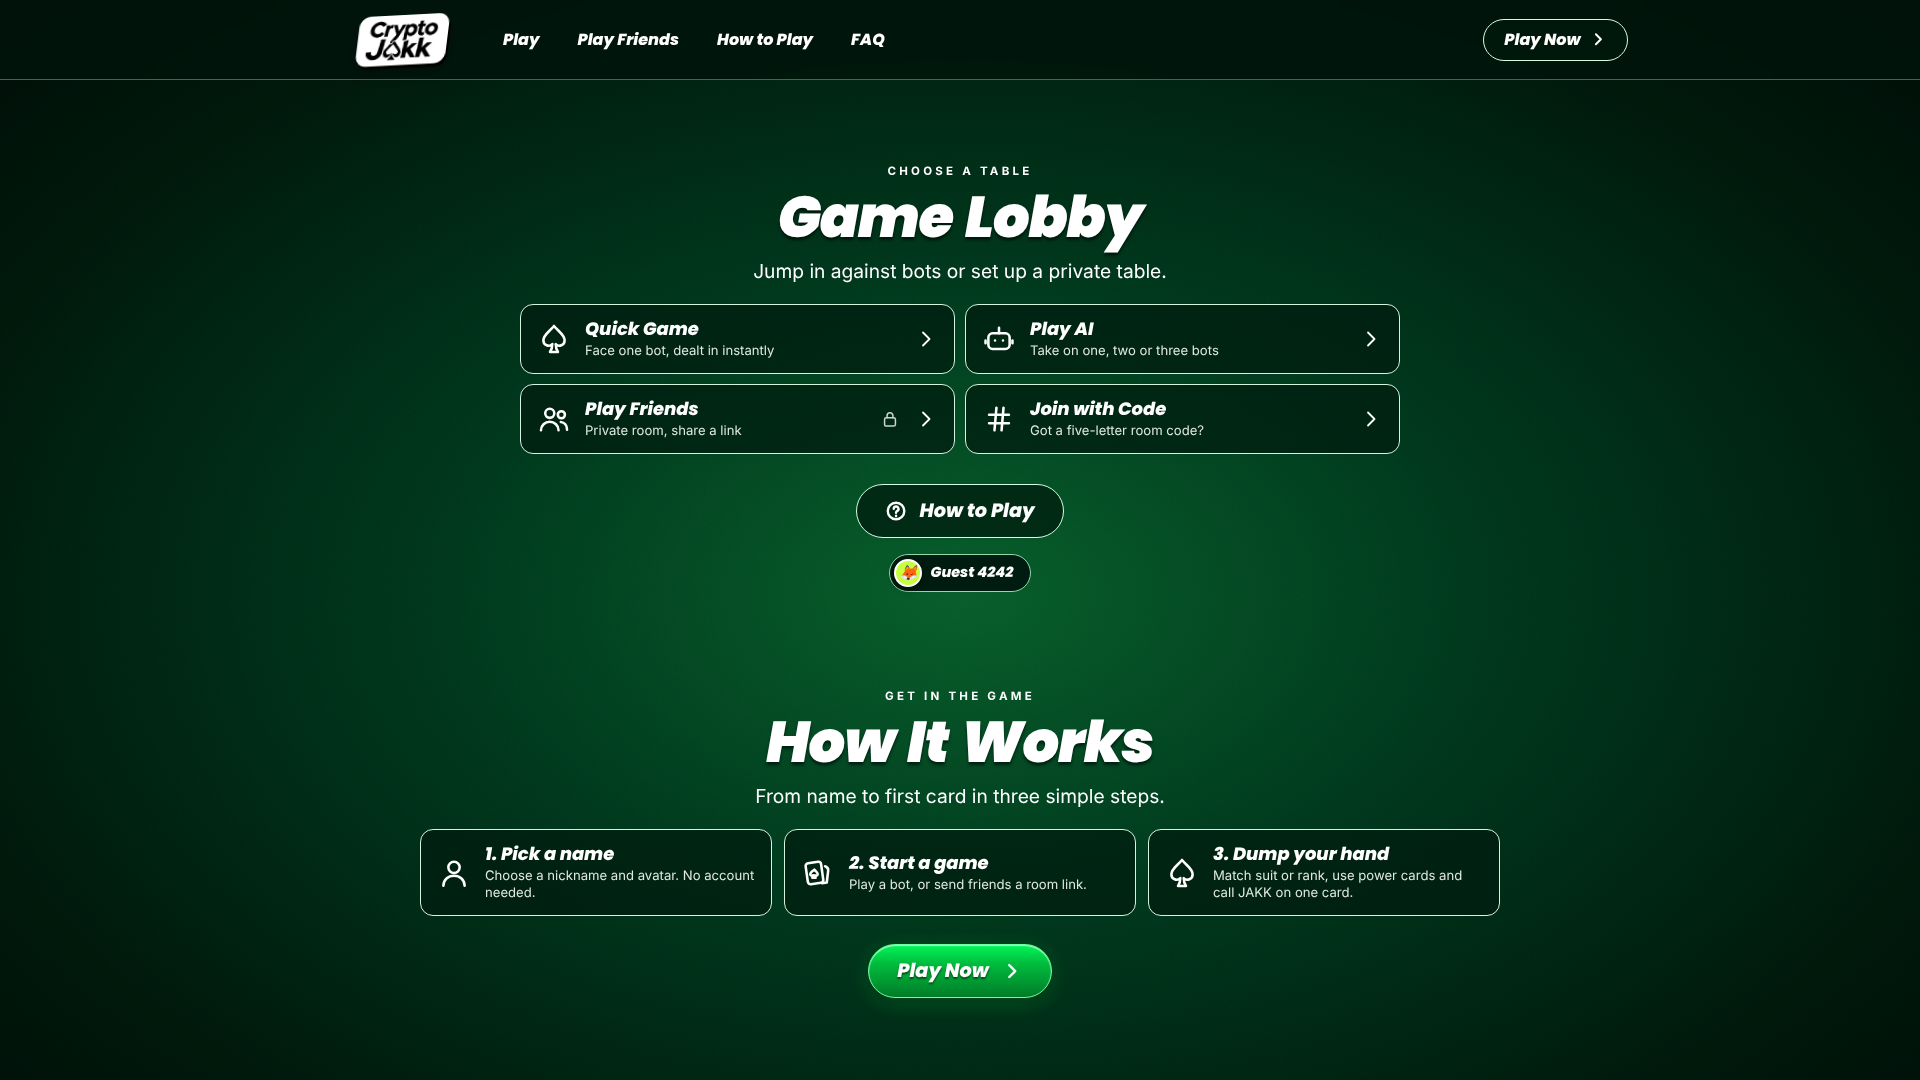 Crypto
JAKK
Play
Play Friends
How to Play
FAQ
Play Now
CHOOSE A TABLE
Game Lobby
Jump in against bots or set up a private table.
Quick Game
Face one bot, dealt in instantly
Play AI
Take on one, two or three bots
Play Friends
Private room, share a link
Join with Code
Got a five-letter room code?
How to Play
Guest 4242
GET IN THE GAME
How It Works
From name to first card in three simple steps.
1. Pick a name
Choose a nickname and avatar. No account
needed.
2. Start a game
Play a bot, or send friends a room link.
3. Dump your hand
Match suit or rank, use power cards and
call JAKK on one card.
Play Now